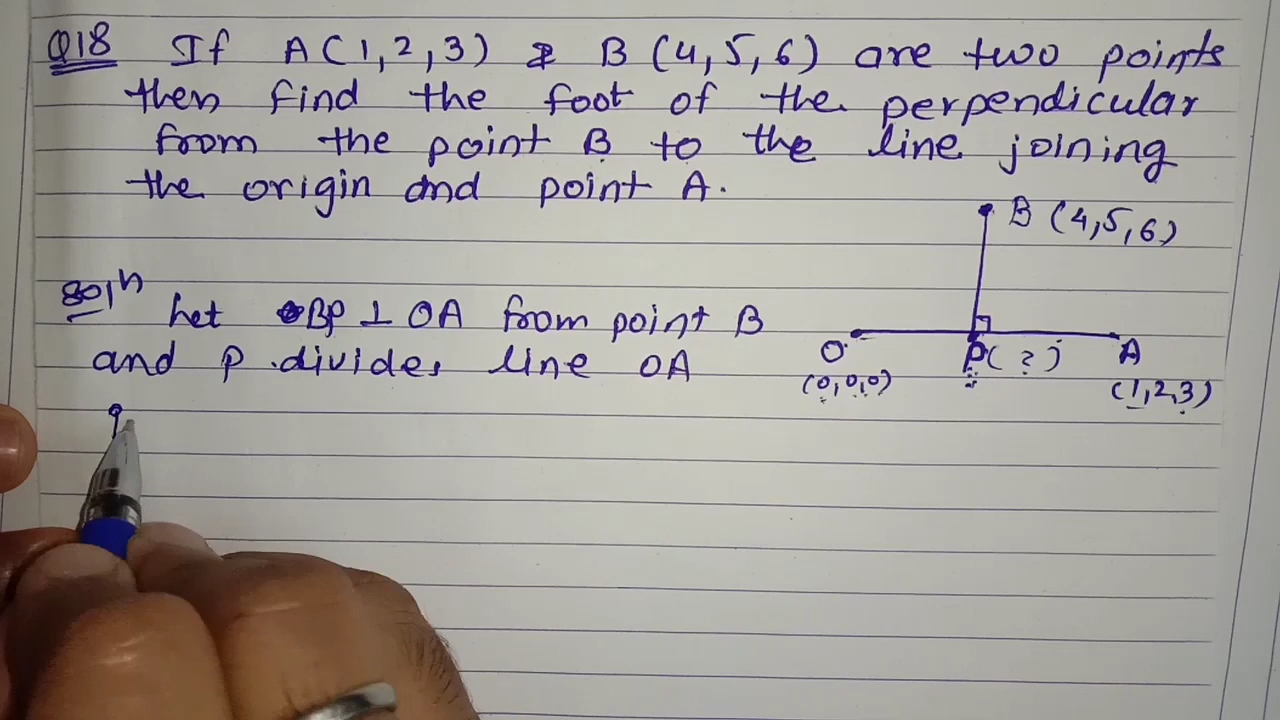 Q18 If A(1,2,3) & B(4,5,6) are two points
then find the foot of the perpendicular
from the point B to the line joining
the origin and point A.
B (4,5,6)
Solⁿ Let BP ⊥ OA from point B
and P divides line OA
O P( ? ) A
(0,0,0) (1,2,3)